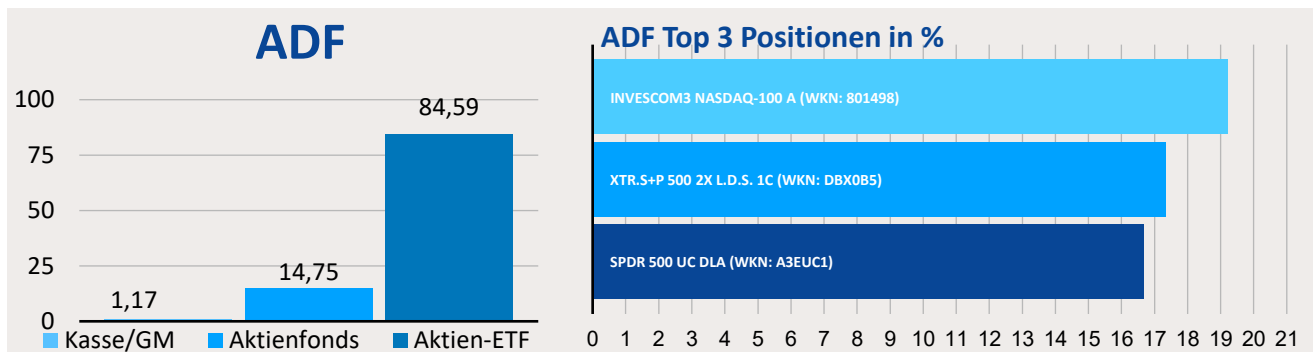 ADF
100
75
50
25
0
1,17
14,75
84,59
Kasse/GM
Aktienfonds
Aktien-ETF
ADF Top 3 Positionen in %
INVESCOM3 NASDAQ-100 A (WKN: 801498)
XTR.S+P 500 2X L.D.S. 1C (WKN: DBX0B5)
SPDR 500 UC DLA (WKN: A3EUC1)
0 1 2 3 4 5 6 7 8 9 10 11 12 13 14 15 16 17 18 19 20 21